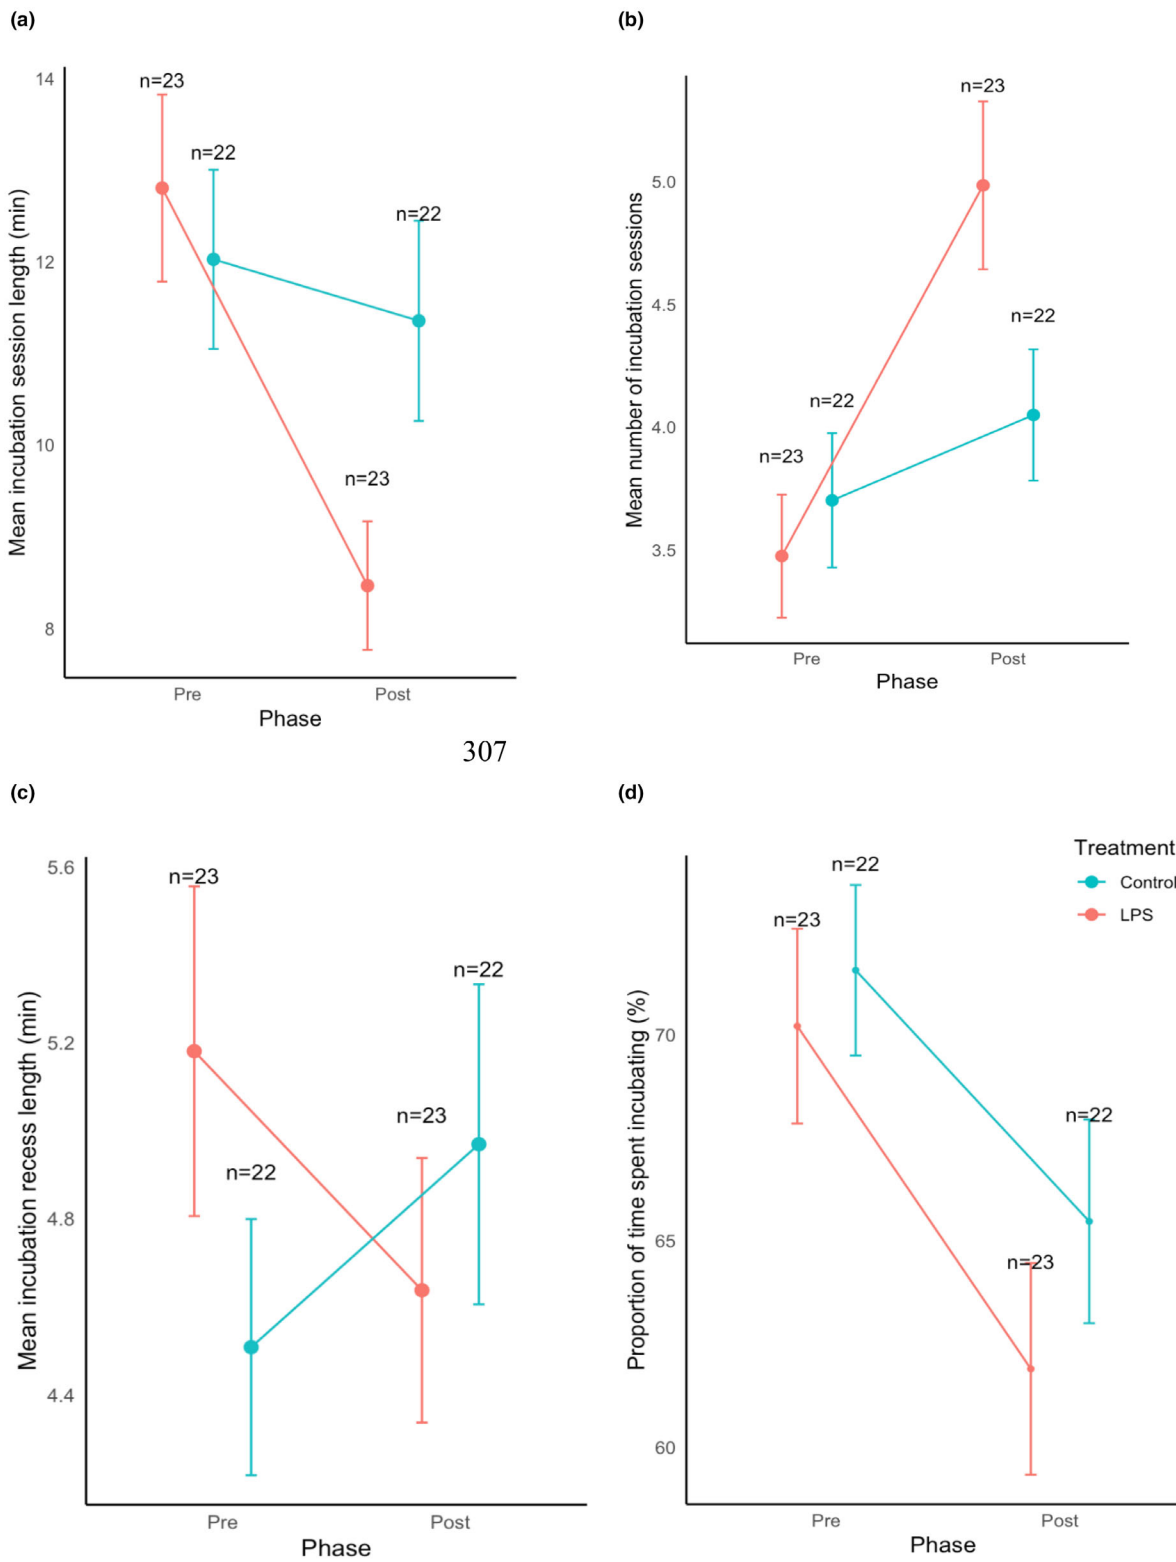 (a)
Mean incubation session length (min)
14
12
10
8
n=23
n=22
n=22
n=23
Pre
Post
Phase
(b)
Mean number of incubation sessions
5.0
4.5
4.0
3.5
n=23
n=22
n=22
n=23
Pre
Post
Phase
307
(c)
Mean incubation recess length (min)
5.6
5.2
4.8
4.4
n=23
n=22
n=23
n=22
Pre
Post
Phase
(d)
Proportion of time spent incubating (%)
70
65
60
n=22
n=23
n=22
n=23
Treatment
Control
LPS
Pre
Post
Phase